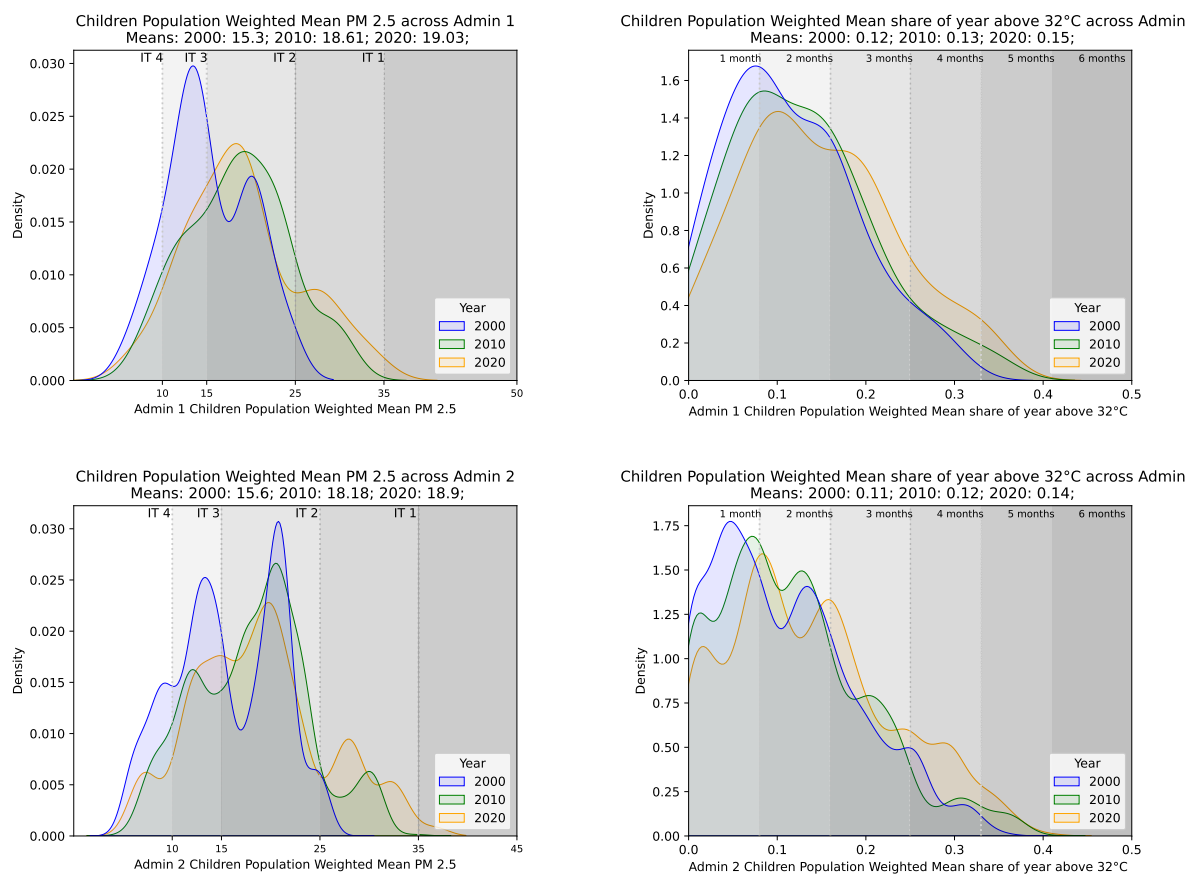 Children Population Weighted Mean PM 2.5 across Admin 1
Means: 2000: 15.3; 2010: 18.61; 2020: 19.03;
IT 4
IT 3
IT 2
IT 1
0.030
0.025
0.020
0.015
0.010
0.005
0.000
Density
Year
2000
2010
2020
10
15
25
35
50
Admin 1 Children Population Weighted Mean PM 2.5
Children Population Weighted Mean share of year above 32°C across Admin
Means: 2000: 0.12; 2010: 0.13; 2020: 0.15;
1 month
2 months
3 months
4 months
5 months
6 months
1.6
1.4
1.2
1.0
0.8
0.6
0.4
0.2
0.0
Density
Year
2000
2010
2020
0.0
0.1
0.2
0.3
0.4
0.5
Admin 1 Children Population Weighted Mean share of year above 32°C
Children Population Weighted Mean PM 2.5 across Admin 2
Means: 2000: 15.6; 2010: 18.18; 2020: 18.9;
IT 4
IT 3
IT 2
IT 1
0.030
0.025
0.020
0.015
0.010
0.005
0.000
Density
Year
2000
2010
2020
10
15
25
35
45
Admin 2 Children Population Weighted Mean PM 2.5
Children Population Weighted Mean share of year above 32°C across Admin
Means: 2000: 0.11; 2010: 0.12; 2020: 0.14;
1 month
2 months
3 months
4 months
5 months
6 months
1.75
1.50
1.25
1.00
0.75
0.50
0.25
0.00
Density
Year
2000
2010
2020
0.0
0.1
0.2
0.3
0.4
0.5
Admin 2 Children Population Weighted Mean share of year above 32°C